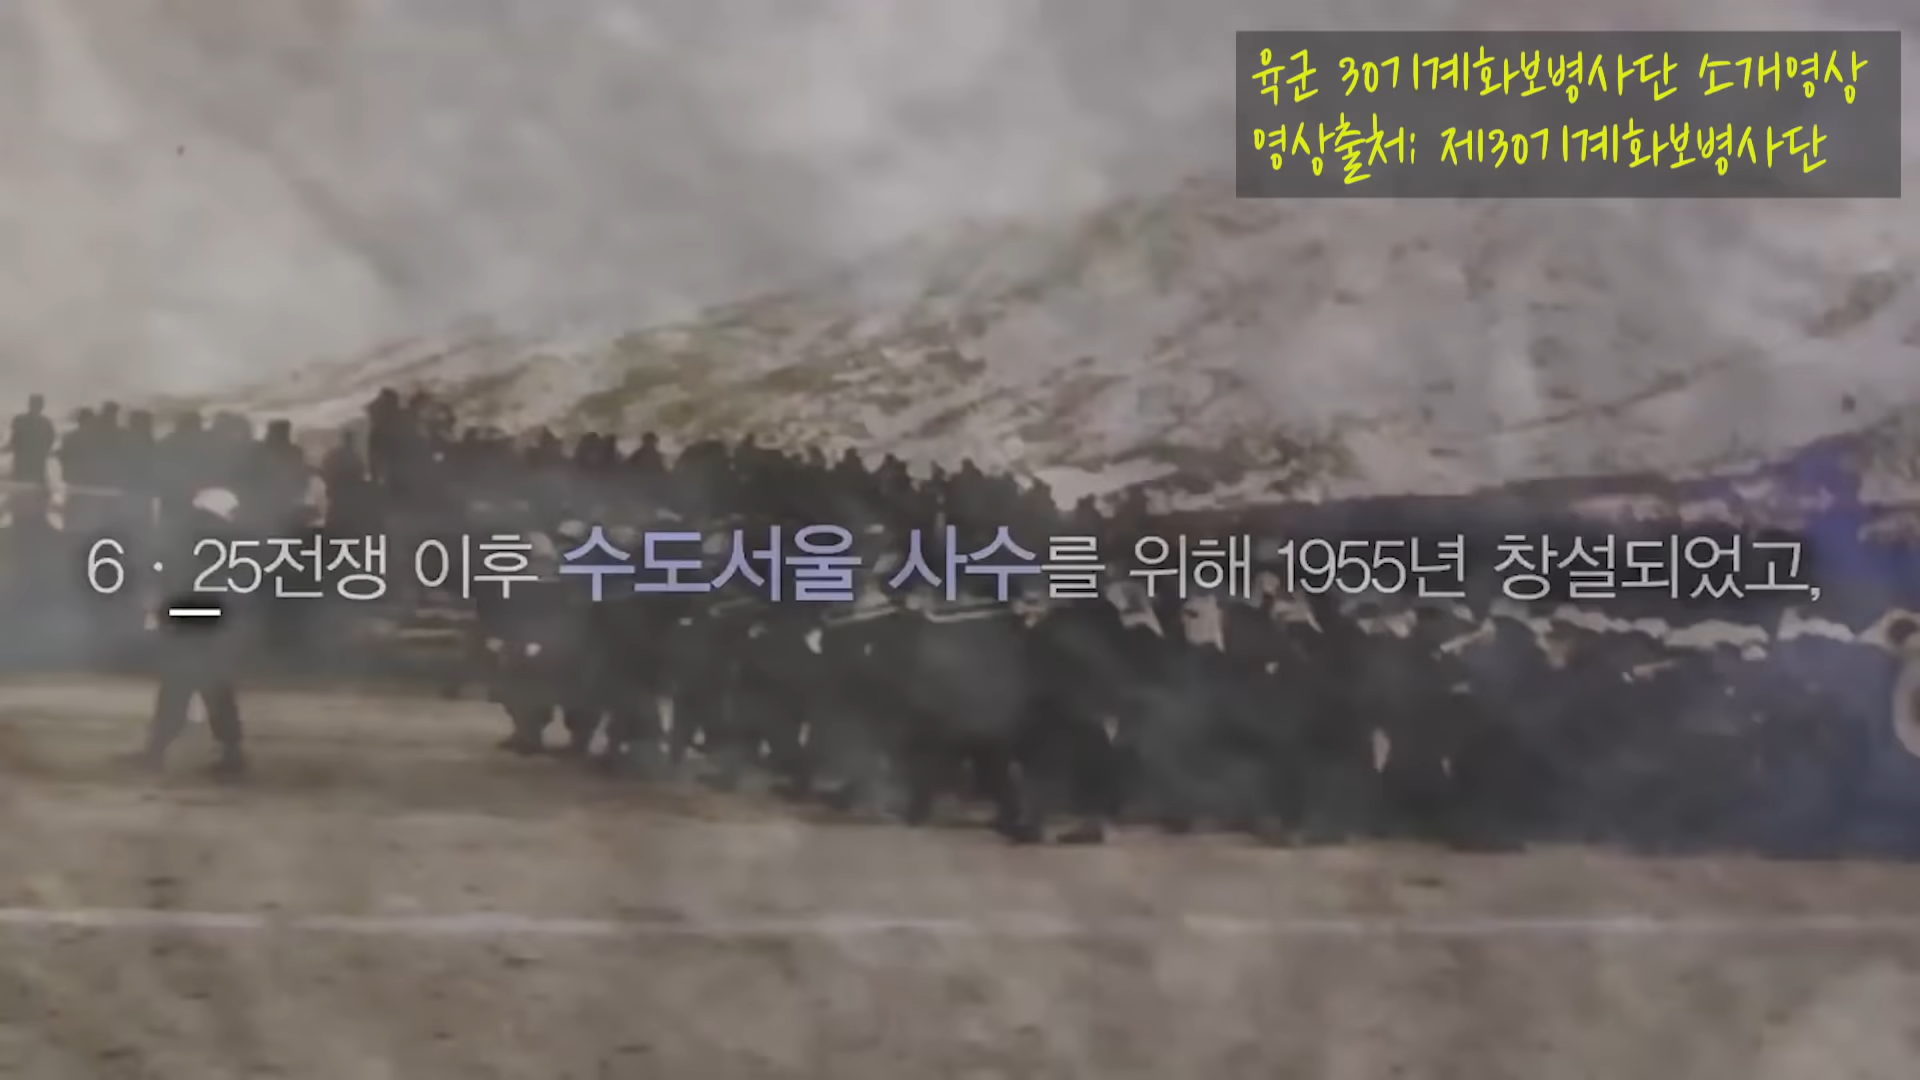 육군 30기계화보병사단 소개영상
영상출처: 제30기계화보병사단
6 · 25전쟁 이후 수도서울 사수를 위해 1955년 창설되었고,